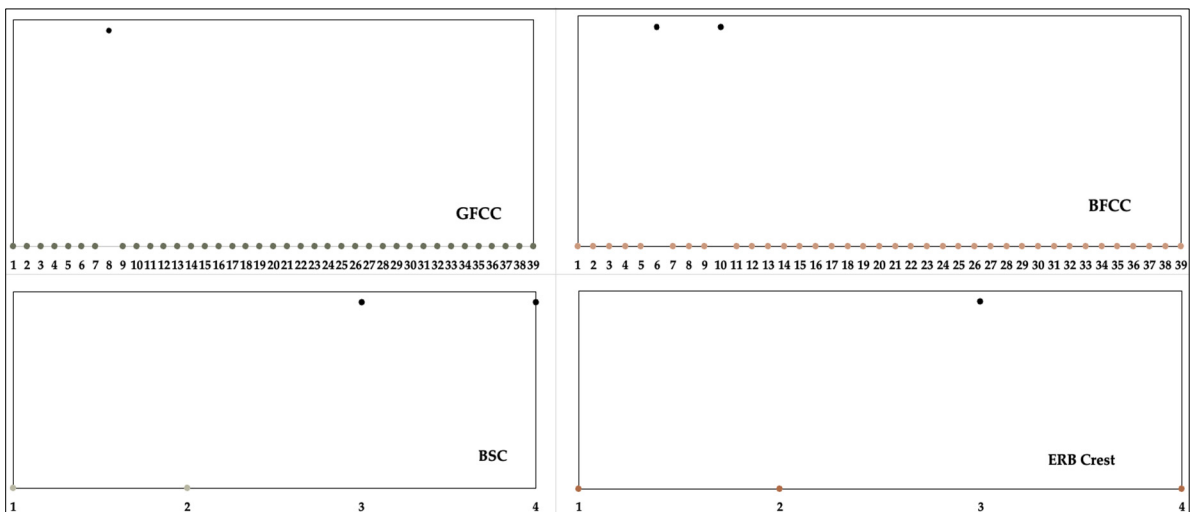 GFCC
1 2 3 4 5 6 7 8 9 10 11 12 13 14 15 16 17 18 19 20 21 22 23 24 25 26 27 28 29 30 31 32 33 34 35 36 37 38 39
BFCC
1 2 3 4 5 6 7 8 9 10 11 12 13 14 15 16 17 18 19 20 21 22 23 24 25 26 27 28 29 30 31 32 33 34 35 36 37 38 39
BSC
1 2 3 4
ERB Crest
1 2 3 4